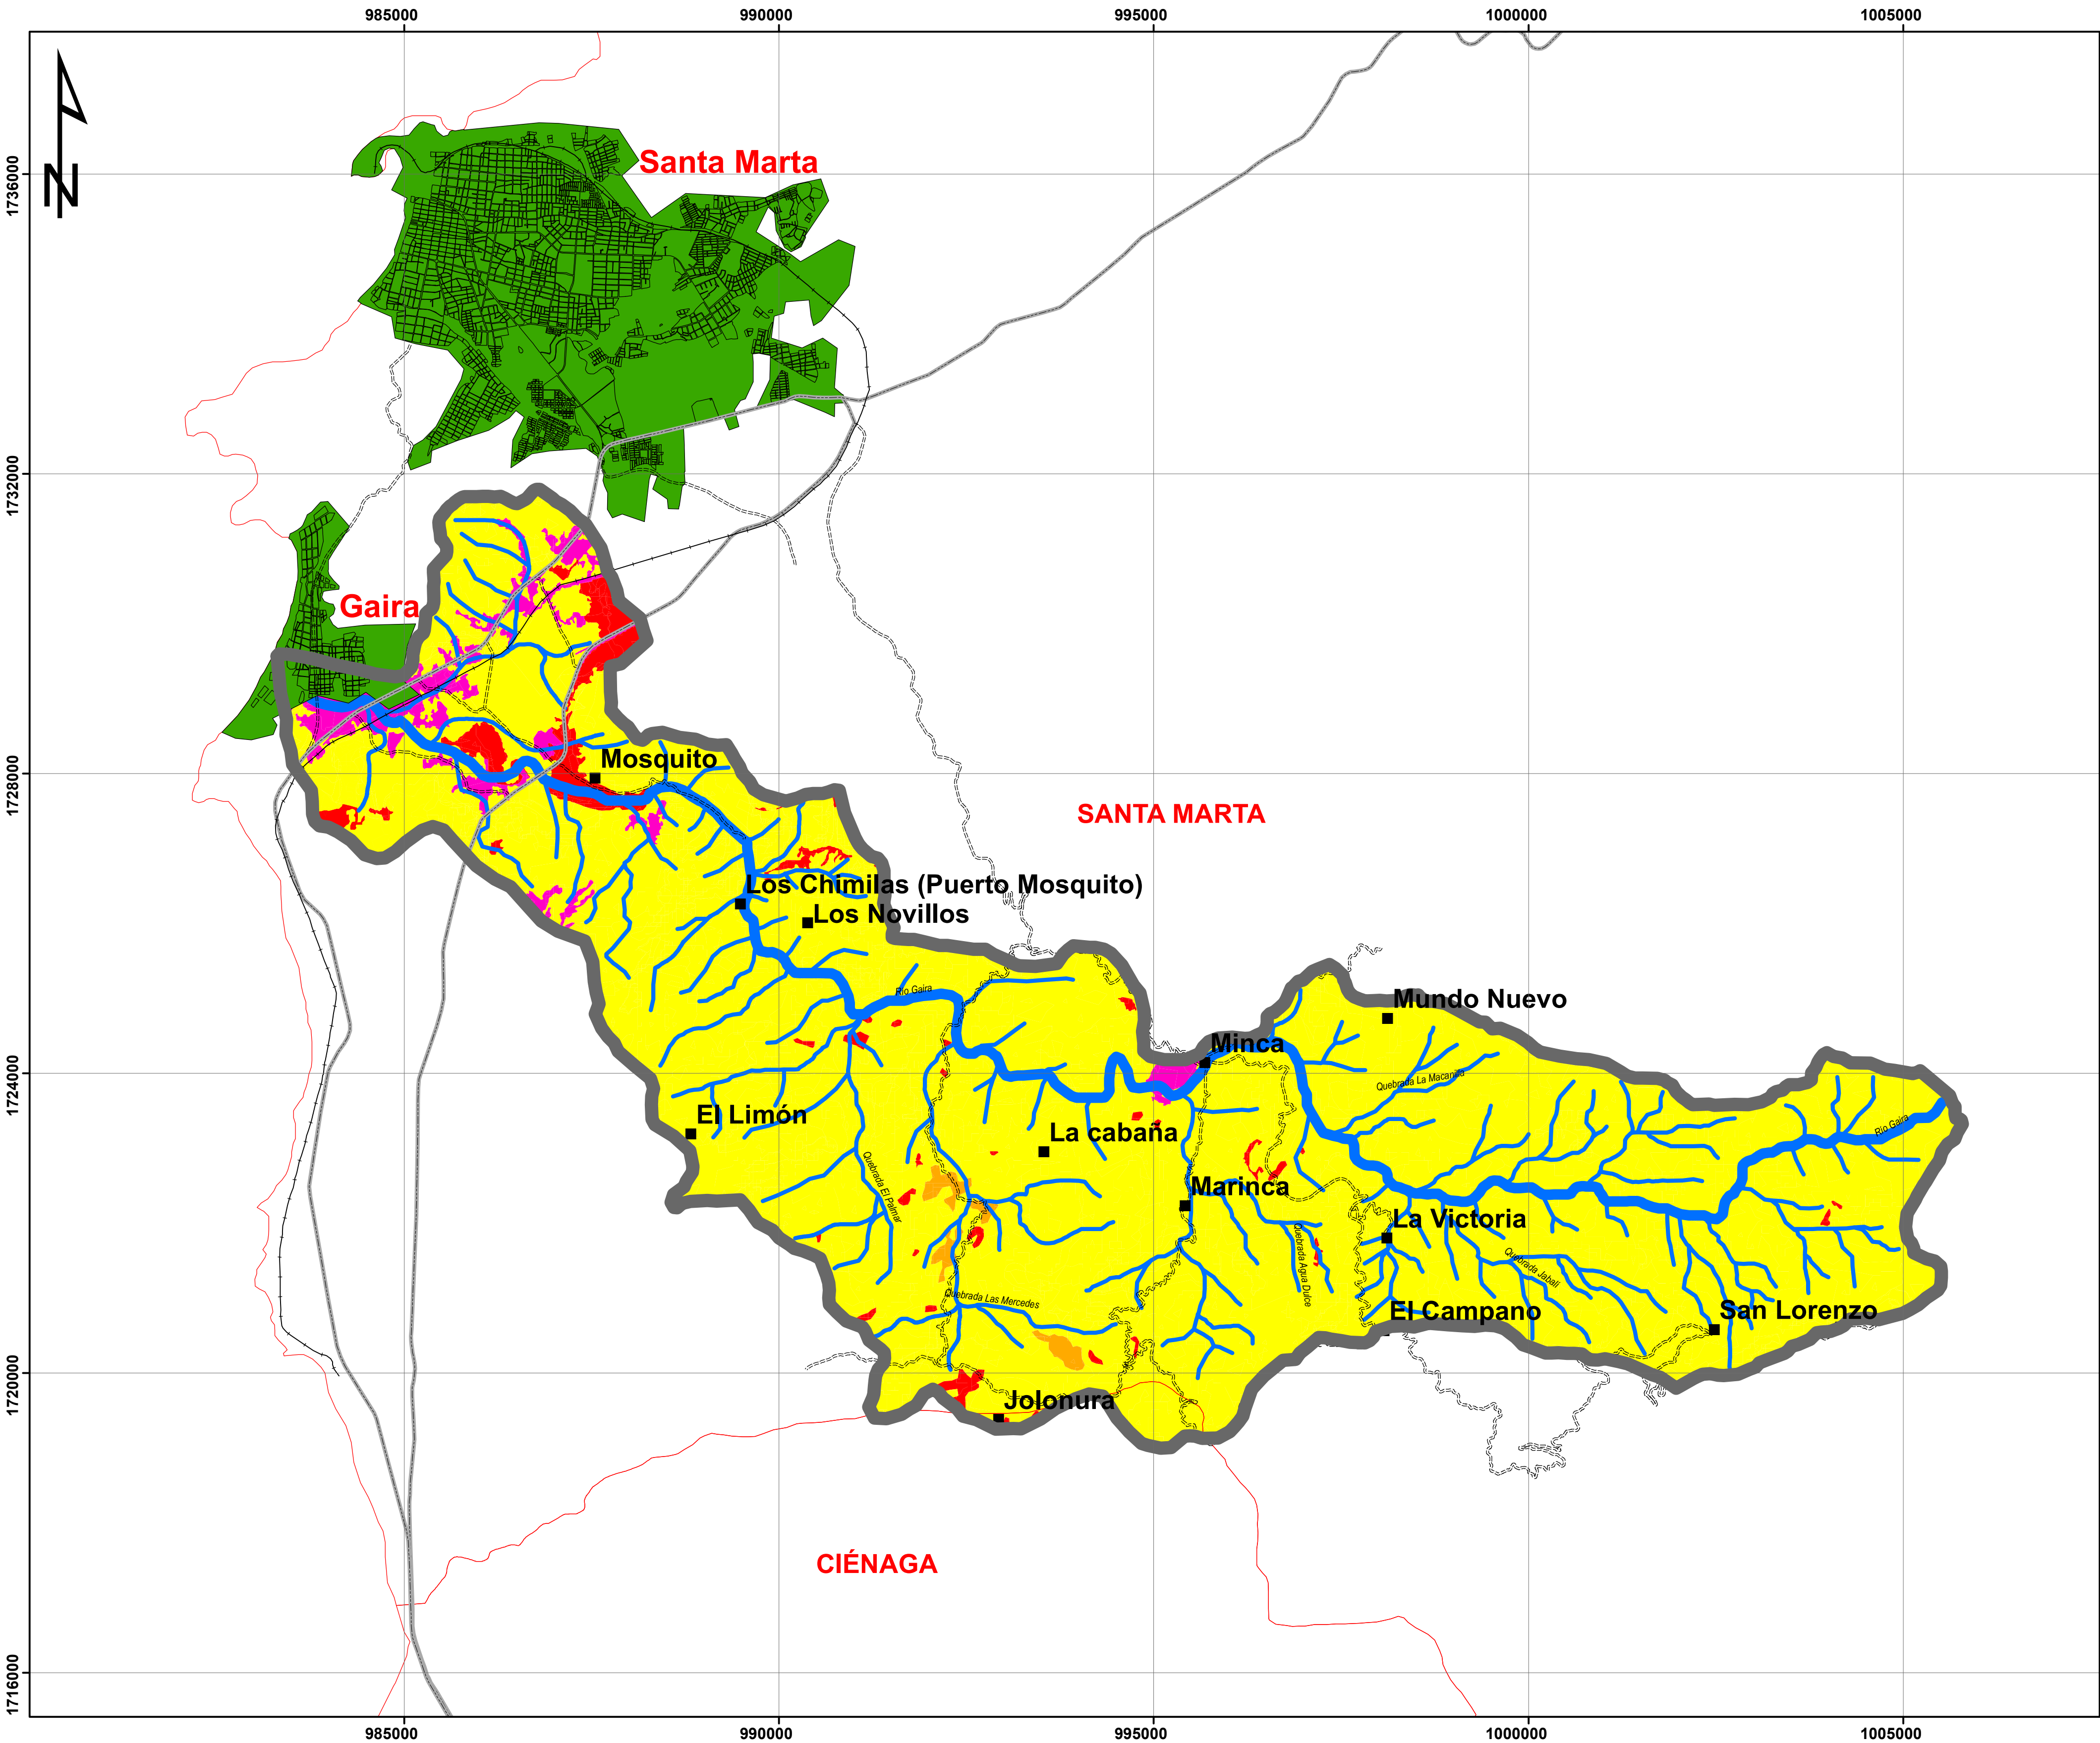 985000 990000 995000 1000000 1005000
1736000
1732000
1728000
1724000
1720000
1716000
N
Santa Marta
Gaira
Mosquito
SANTA MARTA
Los Chimilas (Puerto Mosquito)
Los Novillos
Rio Gaira
Mundo Nuevo
Minca
Quebrada La Macanilla
El Limón
La cabaña
Rio Gaira
Quebrada El Palmar
Marinca
La Victoria
Quebrada Agua Dulce
Quebrada Jabalí
Quebrada Las Mercedes
El Campano
San Lorenzo
Jolonura
CIÉNAGA
985000 990000 995000 1000000 1005000